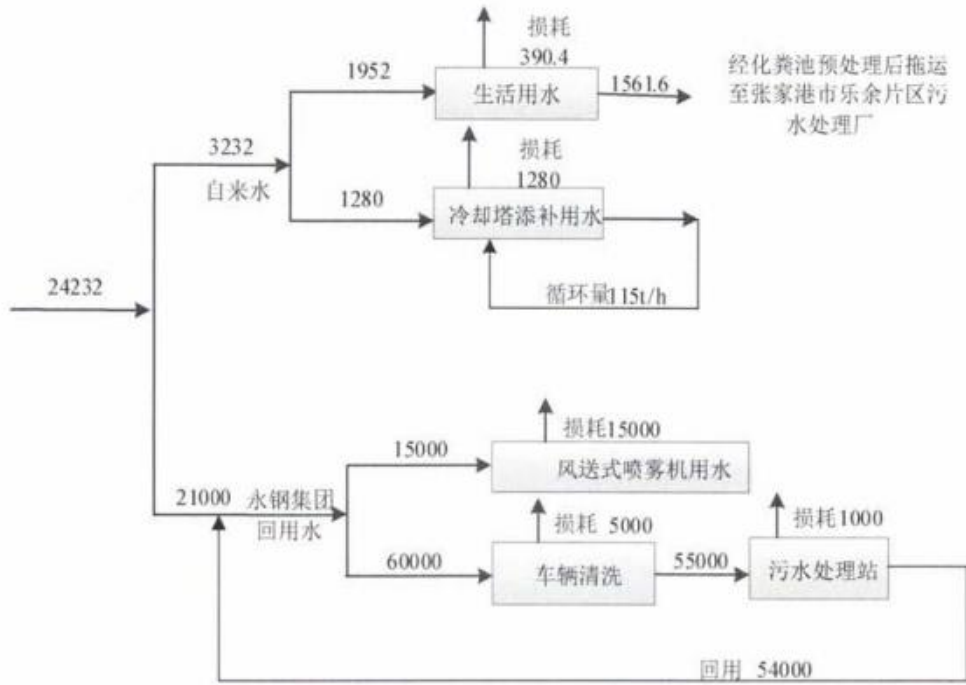 损耗
390.4
1952
生活用水
1561.6
经化粪池预处理后拖运
至张家港市乐余片区污
水处理厂
3232
自来水
损耗
1280
1280
冷却塔添补用水
24232
循环量115t/h
损耗15000
15000
风送式喷雾机用水
21000
永钢集团
回用水
损耗 5000
损耗1000
60000
车辆清洗
55000
污水处理站
回用 54000